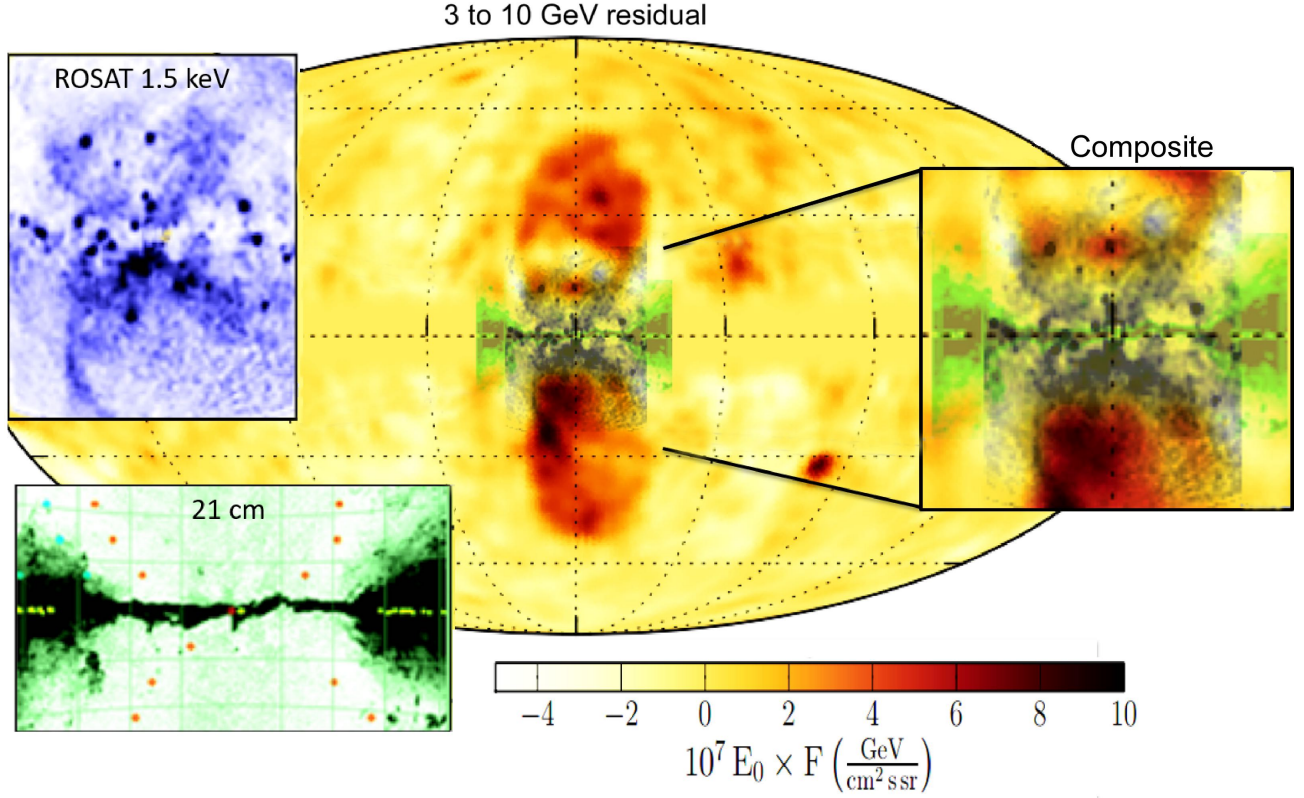 3 to 10 GeV residual
ROSAT 1.5 keV
Composite
21 cm
−4 −2 0 2 4 6 8 10
10⁷ E₀ × F (GeV / cm² s sr)